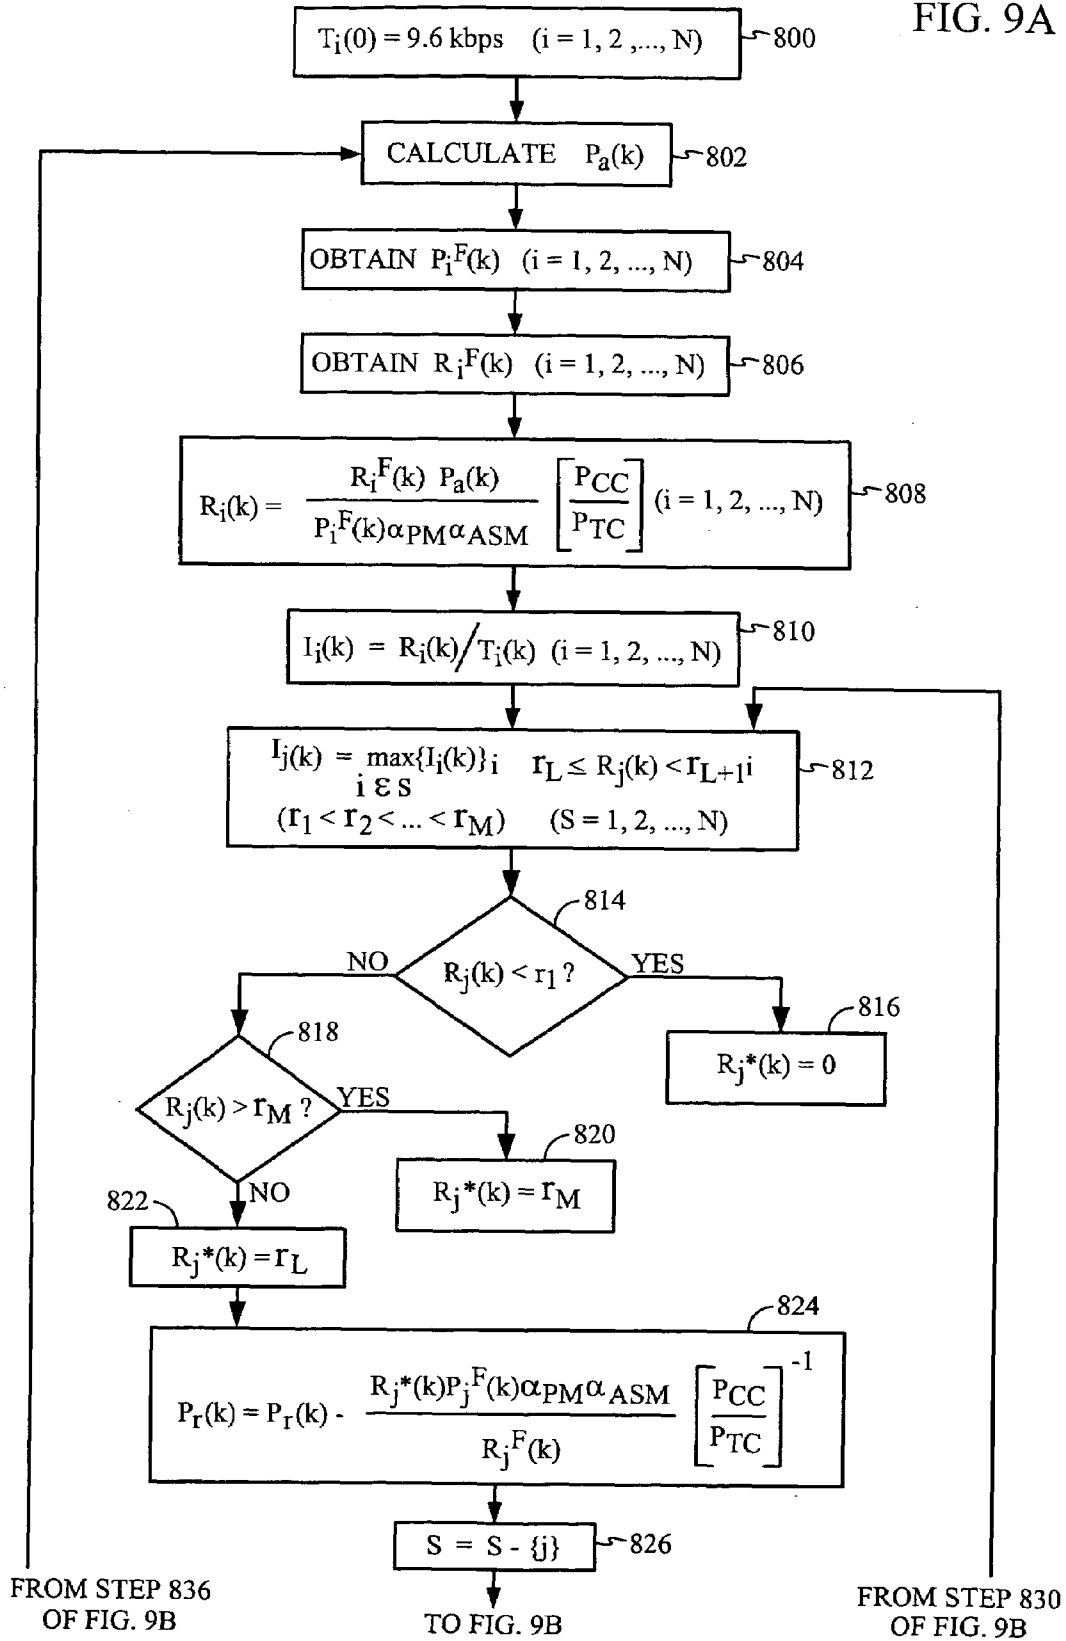 FIG. 9A
Tᵢ(0) = 9.6 kbps (i = 1, 2 ,..., N)
800
CALCULATE Pₐ(k)
802
OBTAIN Pᵢᶠ(k) (i = 1, 2, ..., N)
804
OBTAIN Rᵢᶠ(k) (i = 1, 2, ..., N)
806
Rᵢ(k) = Rᵢᶠ(k) Pₐ(k) / Pᵢᶠ(k)αPMαASM [PCC / PTC] (i = 1, 2, ..., N)
808
Iᵢ(k) = Rᵢ(k)/Tᵢ(k) (i = 1, 2, ..., N)
810
Iⱼ(k) = max{Iᵢ(k)}ᵢ rL ≤ Rⱼ(k) < rL+1i
i ε s
(r₁ < r₂ < ... < rM) (S = 1, 2, ..., N)
812
814
Rⱼ(k) < r₁ ?
NO
YES
816
Rⱼ*(k) = 0
818
Rⱼ(k) > rM ?
YES
820
Rⱼ*(k) = rM
NO
822
Rⱼ*(k) = rL
824
Pr(k) = Pr(k) - Rⱼ*(k)Pⱼᶠ(k)αPMαASM / Rⱼᶠ(k) [PCC / PTC]⁻¹
S = S - {j}
826
FROM STEP 836
OF FIG. 9B
TO FIG. 9B
FROM STEP 830
OF FIG. 9B